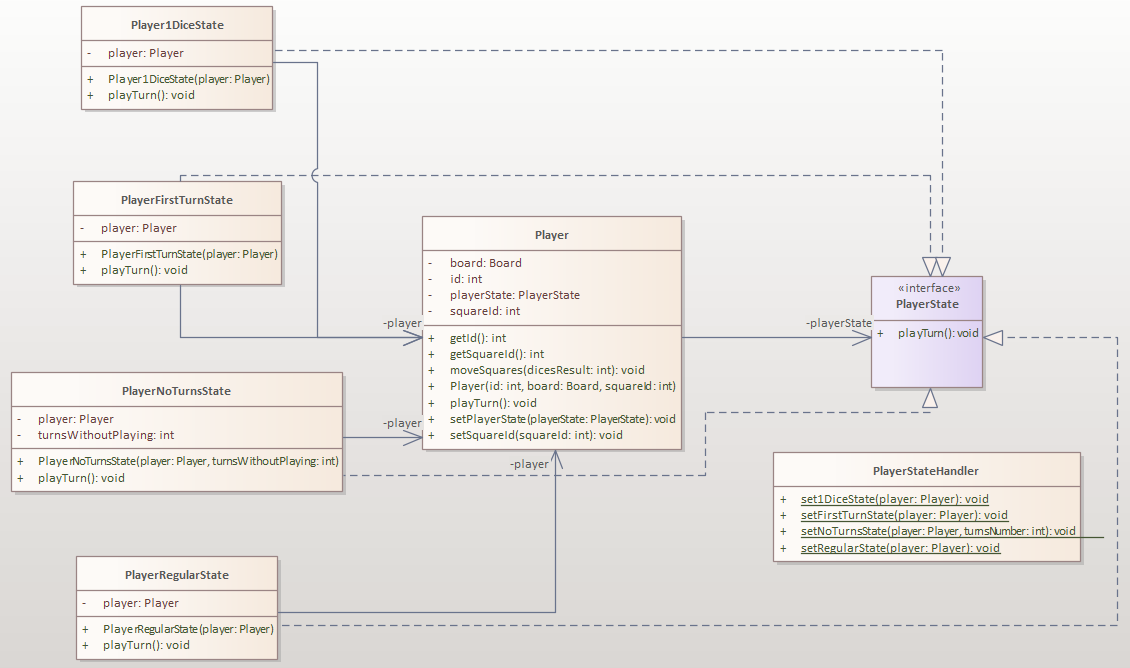 Player1DiceState
- player: Player
+ Player1DiceState(player: Player)
+ playTurn(): void
PlayerFirstTurnState
- player: Player
+ PlayerFirstTurnState(player: Player)
+ playTurn(): void
Player
- board: Board
- id: int
- playerState: PlayerState
- squareId: int
+ getId(): int
+ getSquareId(): int
+ moveSquares(dicesResult: int): void
+ Player(id: int, board: Board, squareId: int)
+ playTurn(): void
+ setPlayerState(playerState: PlayerState): void
+ setSquareId(squareId: int): void
-player
-playerState
«interface»
PlayerState
+ playTurn(): void
PlayerNoTurnsState
- player: Player
- turnsWithoutPlaying: int
+ PlayerNoTurnsState(player: Player, turnsWithoutPlaying: int)
+ playTurn(): void
-player
-player
PlayerStateHandler
+ set1DiceState(player: Player): void
+ setFirstTurnState(player: Player): void
+ setNoTurnsState(player: Player, turnsNumber: int): void
+ setRegularState(player: Player): void
PlayerRegularState
- player: Player
+ PlayerRegularState(player: Player)
+ playTurn(): void